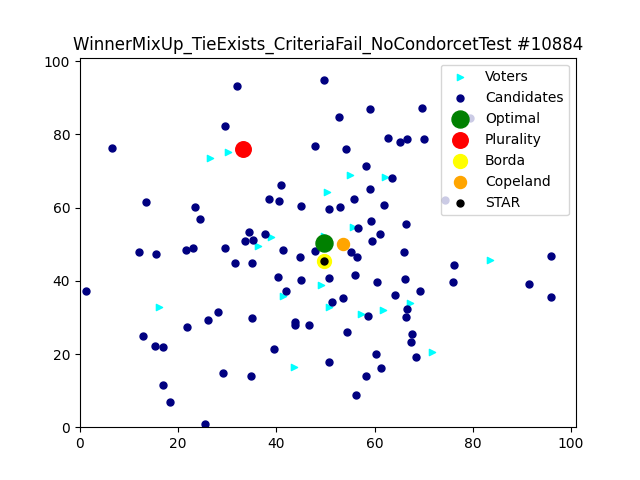 WinnerMixUp_TieExists_CriteriaFail_NoCondorcetTest #10884
100
80
60
40
20
0
0 20 40 60 80 100
Voters
Candidates
Optimal
Plurality
Borda
Copeland
STAR